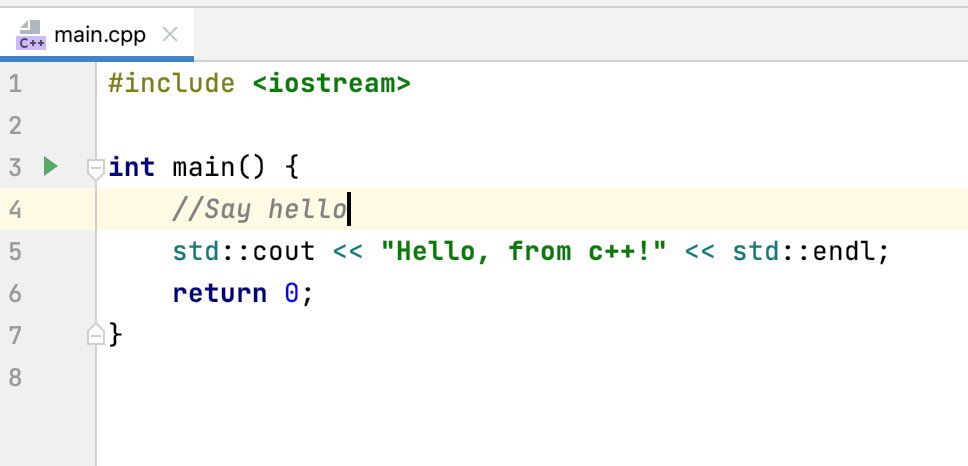 C++ main.cpp
1 #include <iostream>
2
3 int main() {
4     //Say hello
5     std::cout << "Hello, from c++!" << std::endl;
6     return 0;
7 }
8